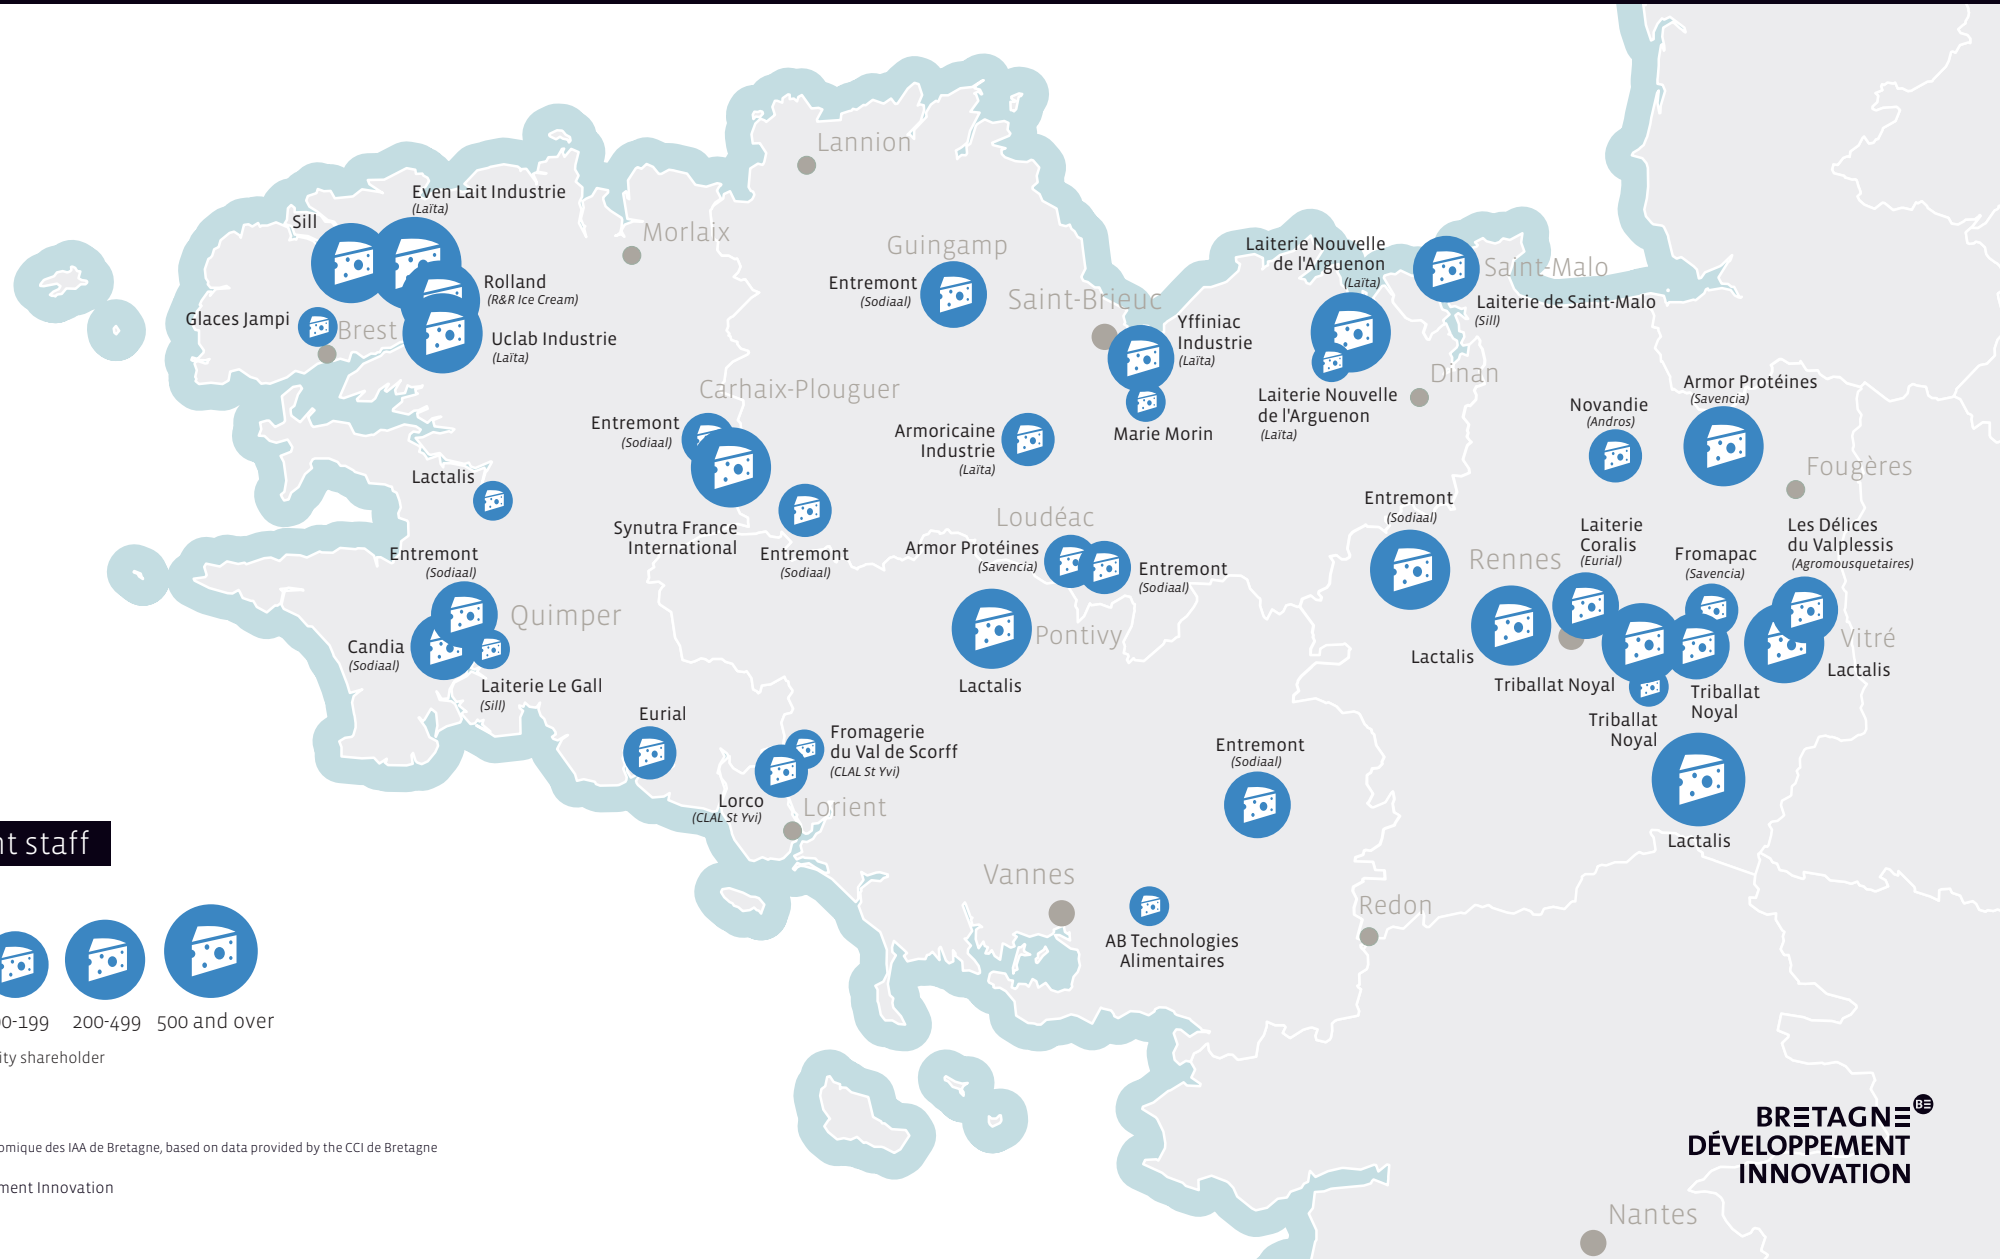 Lannion
Even Lait Industrie
(Laïta)
Sill
Morlaix
Guingamp
Laiterie Nouvelle
de l'Arguenon
(Laïta)
Saint-Malo
Rolland
(R&R Ice Cream)
Entremont
(Sodiaal)
Saint-Brieuc
Laiterie de Saint-Malo
(Sill)
Glaces Jampi
Brest
Uclab Industrie
(Laïta)
Yffiniac
Industrie
(Laïta)
Dinan
Carhaix-Plouguer
Laiterie Nouvelle
de l'Arguenon
(Laïta)
Armor Protéines
(Savencia)
Novandie
(Andros)
Entremont
(Sodiaal)
Armoricaine
Industrie
(Laïta)
Marie Morin
Fougères
Lactalis
Entremont
(Sodiaal)
Synutra France
International
Loudéac
Laiterie
Coralis
(Eurial)
Les Délices
du Valplessis
(Agromousquetaires)
Entremont
(Sodiaal)
Entremont
(Sodiaal)
Armor Protéines
(Savencia)
Entremont
(Sodiaal)
Rennes
Fromapac
(Savencia)
Quimper
Pontivy
Vitré
Candia
(Sodiaal)
Lactalis
Lactalis
Laiterie Le Gall
(Sill)
Lactalis
Triballat Noyal
Triballat
Noyal
Triballat
Noyal
Eurial
Fromagerie
du Val de Scorff
(CLAL St Yvi)
Entremont
(Sodiaal)
Lorco
(CLAL St Yvi)
Lorient
Lactalis
nt staff
Vannes
Redon
AB Technologies
Alimentaires
00-199 200-499 500 and over
ity shareholder
omique des IAA de Bretagne, based on data provided by the CCI de Bretagne
ment Innovation
BRETAGNE BE
DÉVELOPPEMENT
INNOVATION
Nantes